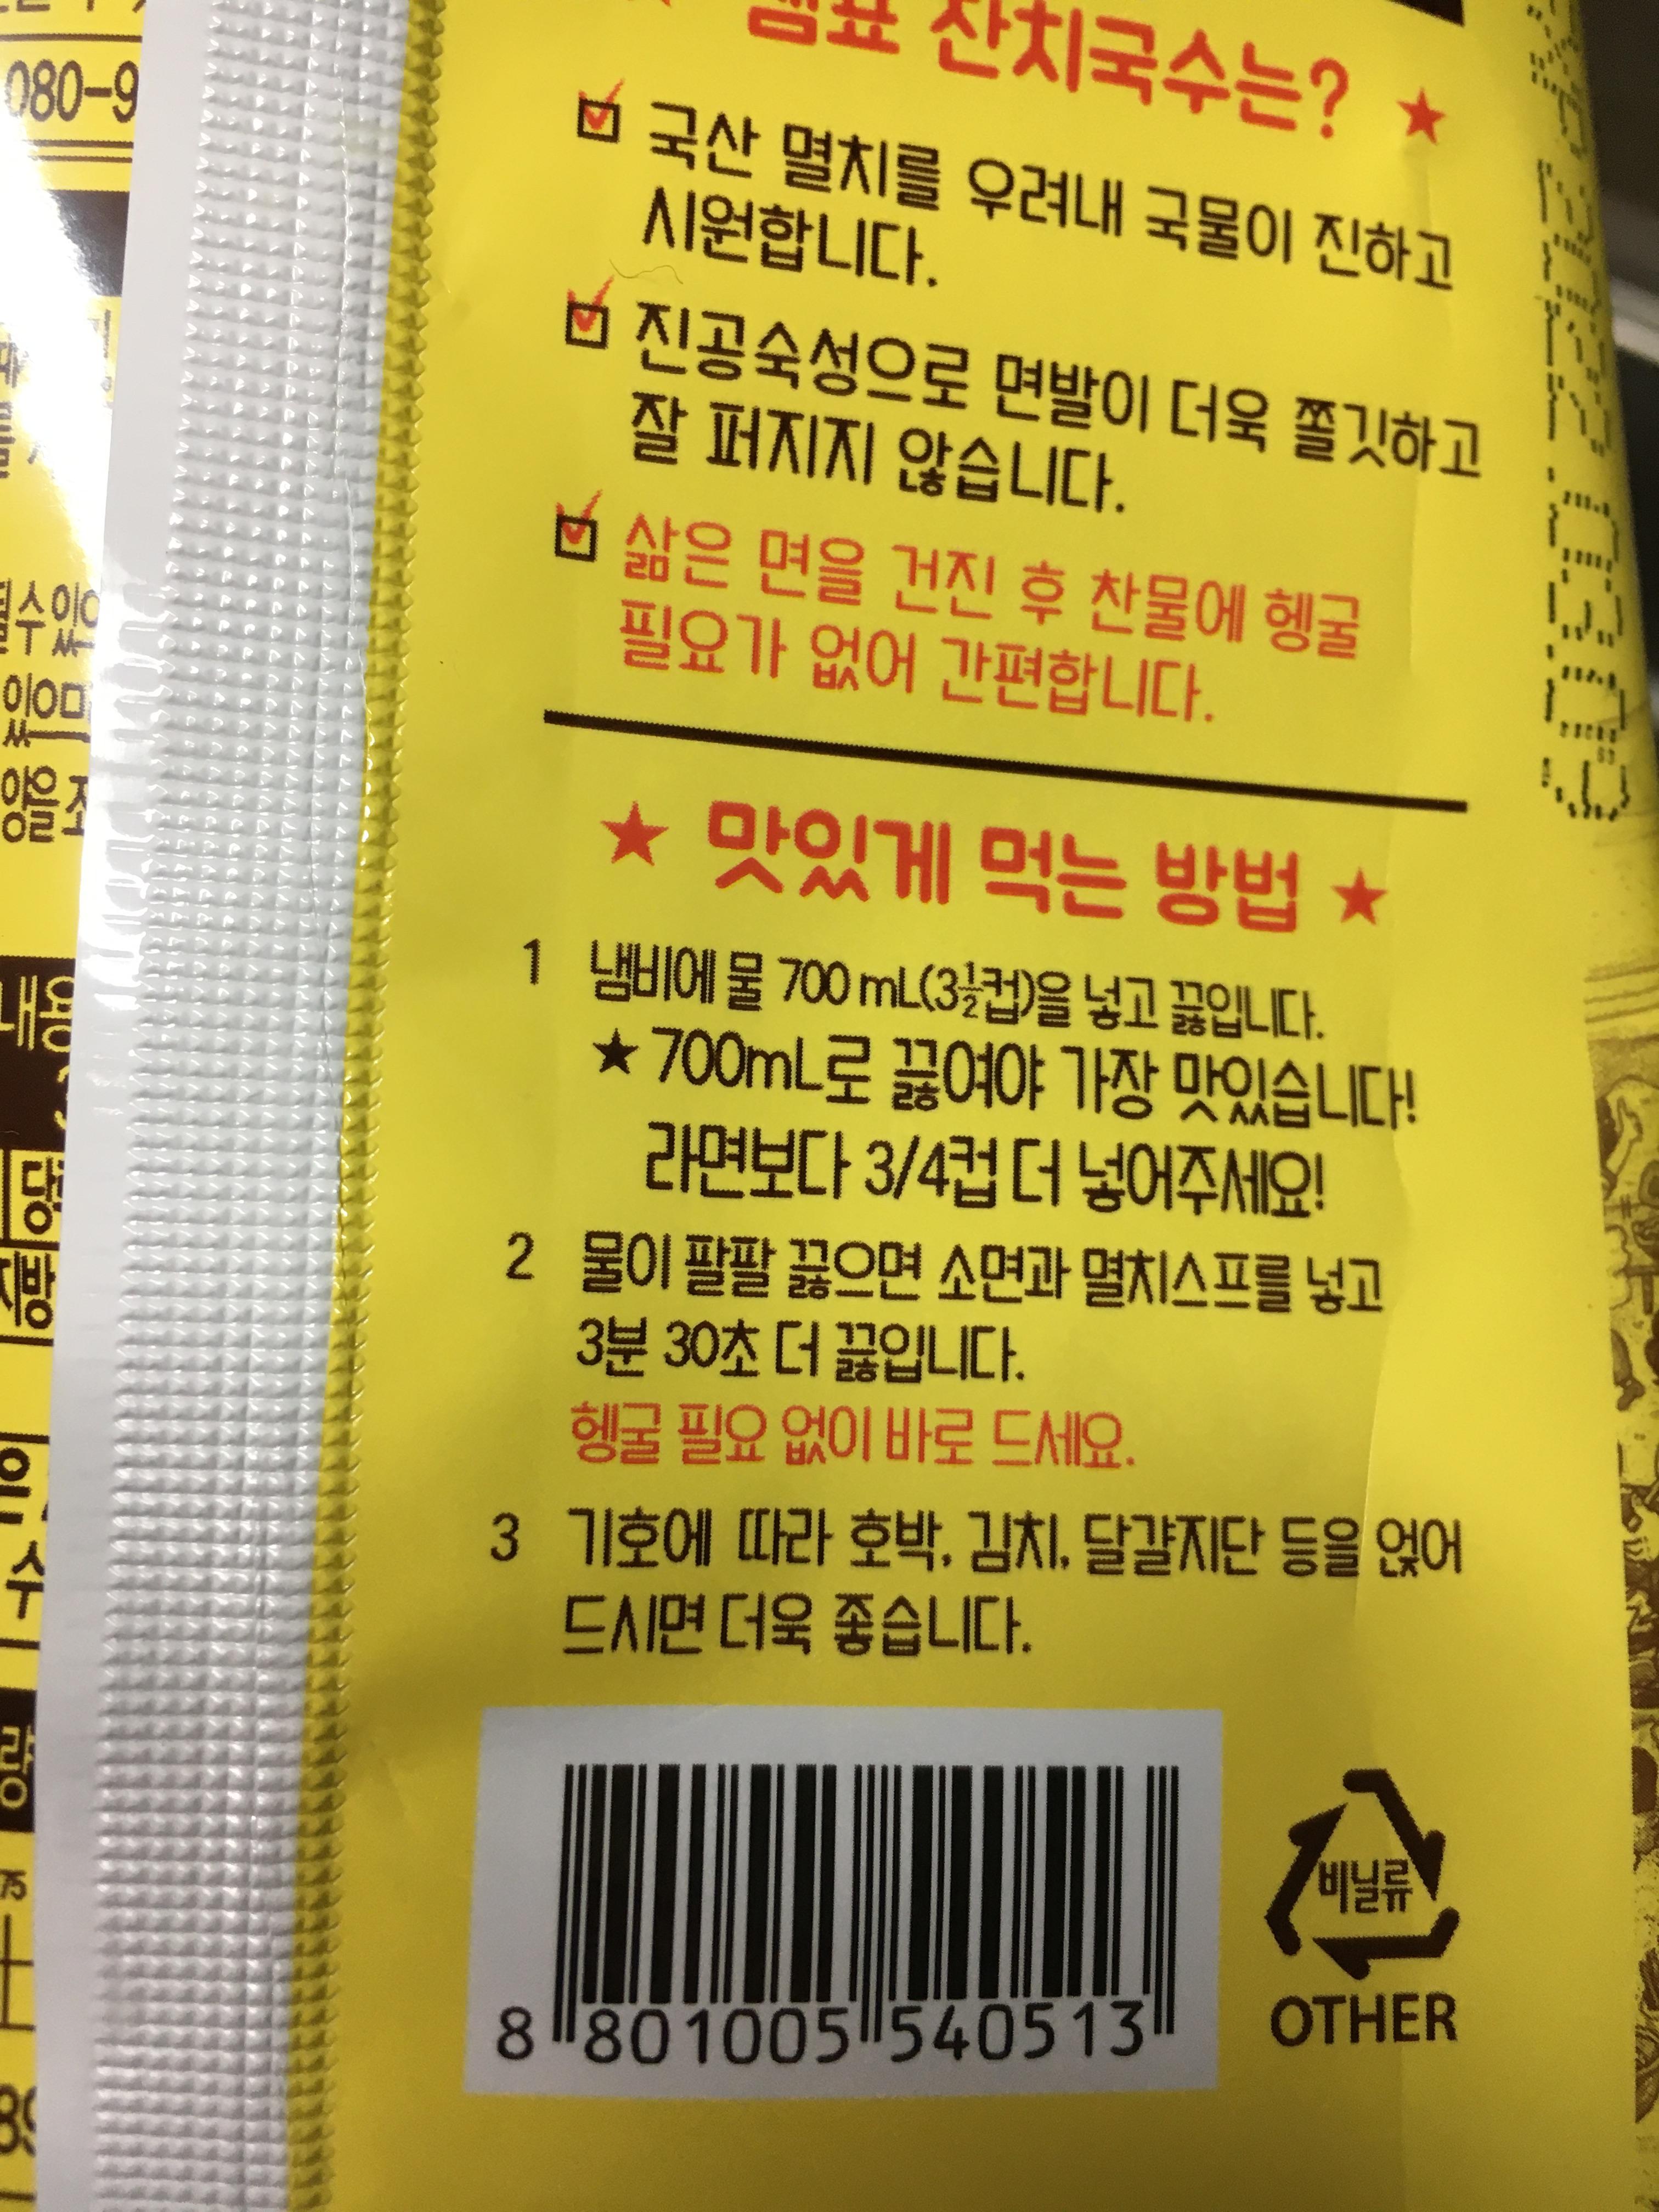 샘표 잔치국수는? ★
국산 멸치를 우려내 국물이 진하고
시원합니다.
진공숙성으로 면발이 더욱 쫄깃하고
잘 퍼지지 않습니다.
삶은 면을 건진 후 찬물에 헹굴
필요가 없어 간편합니다.
★ 맛있게 먹는 방법 ★
1 냄비에 물 700 mL(3½컵)을 넣고 끓입니다.
★ 700mL로 끓여야 가장 맛있습니다!
라면보다 3/4컵 더 넣어주세요!
2 물이 팔팔 끓으면 소면과 멸치스프를 넣고
3분 30초 더 끓입니다.
헹굴 필요 없이 바로 드세요.
3 기호에 따라 호박, 김치, 달걀지단 등을 얹어
드시면 더욱 좋습니다.
8 801005 540513
비닐류
OTHER
080-9